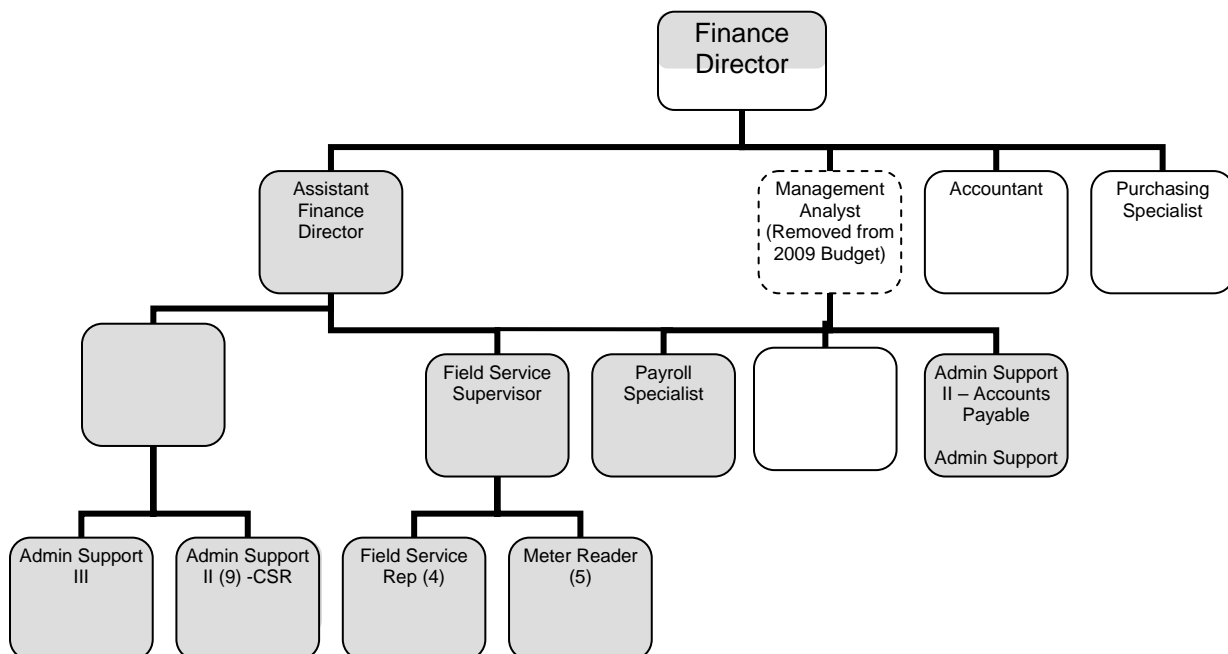 Finance
Director
Assistant
Finance
Director
Management
Analyst
(Removed from
2009 Budget)
Accountant
Purchasing
Specialist
Field Service
Supervisor
Payroll
Specialist
Admin Support
II – Accounts
Payable
Admin Support
Admin Support
III
Admin Support
II (9) -CSR
Field Service
Rep (4)
Meter Reader
(5)